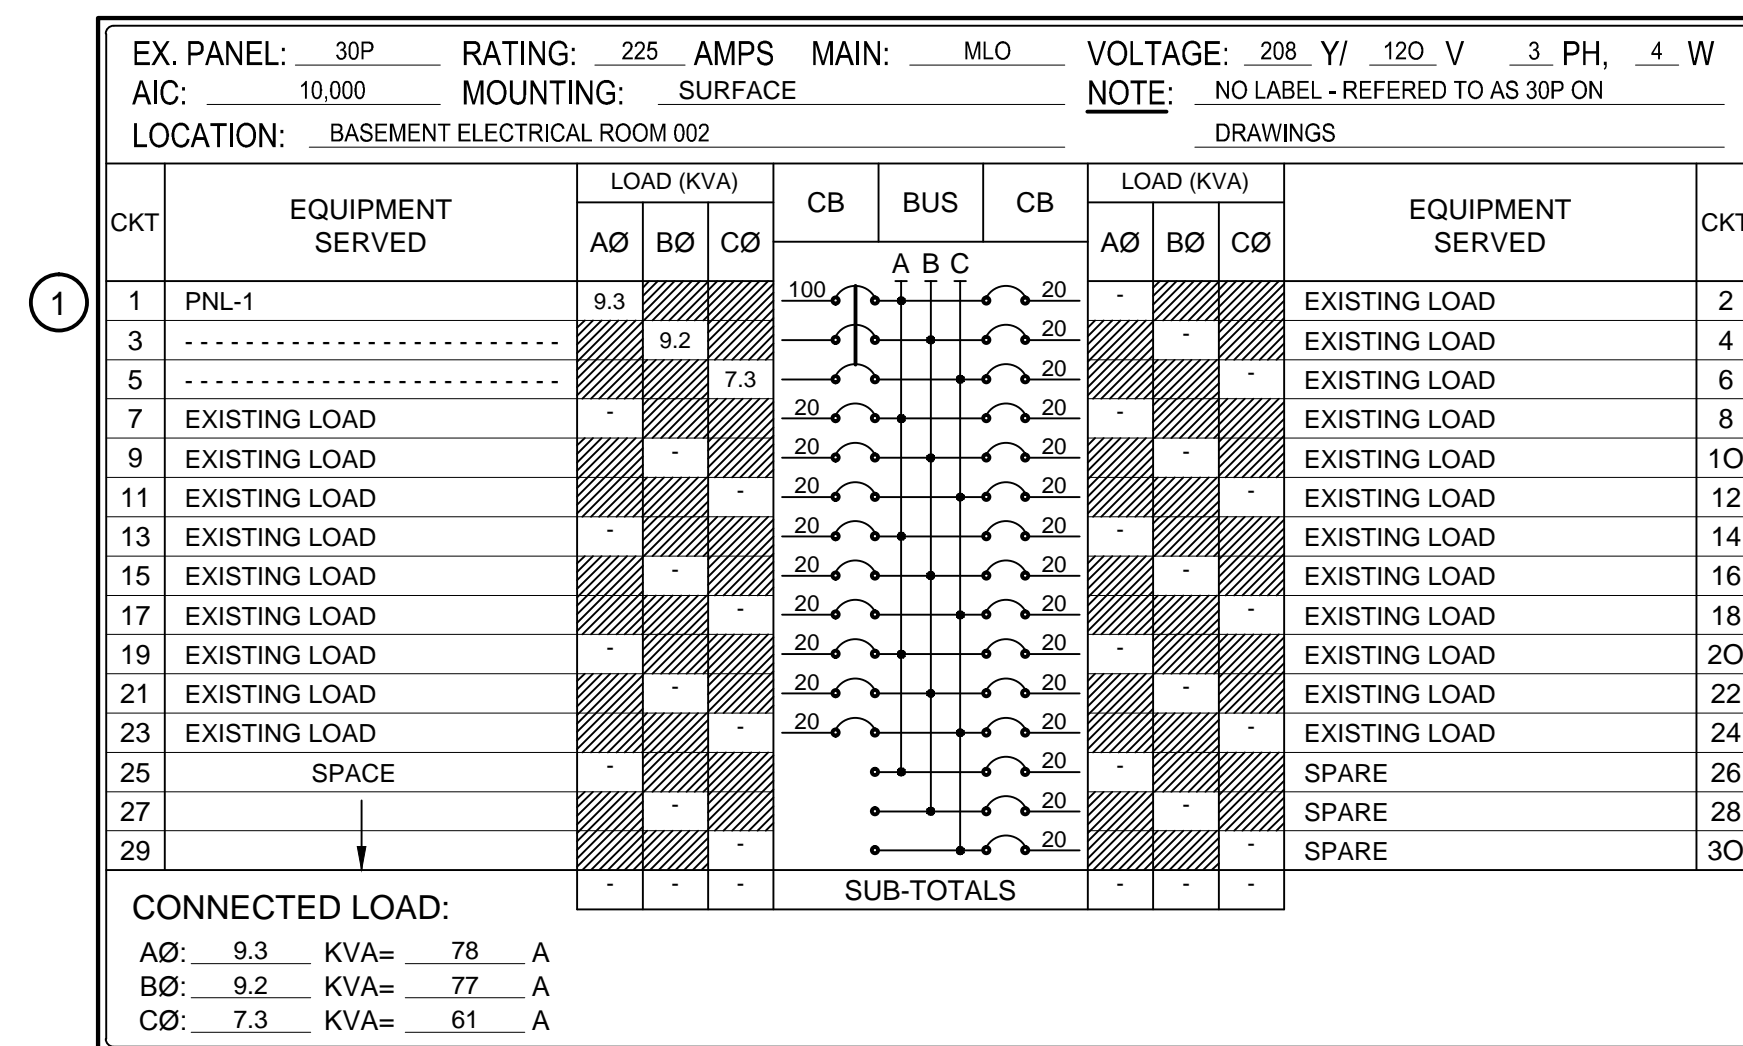 EX. PANEL: 30P RATING: 225 AMPS MAIN: MLO VOLTAGE: 208 Y/ 120 V 3 PH, 4 W
AIC: 10,000 MOUNTING: SURFACE NOTE: NO LABEL - REFERED TO AS 30P ON
LOCATION: BASEMENT ELECTRICAL ROOM 002 DRAWINGS
CKT EQUIPMENT SERVED LOAD (KVA) CB BUS CB LOAD (KVA) EQUIPMENT SERVED CKT
AØ BØ CØ A B C AØ BØ CØ
1 1 PNL-1 9.3 100 20 - EXISTING LOAD 2
3 - - - - - - - - - - - - - - - - - - - - - - - - - - 9.2 20 - EXISTING LOAD 4
5 - - - - - - - - - - - - - - - - - - - - - - - - - - 7.3 20 - EXISTING LOAD 6
7 EXISTING LOAD - 20 20 - EXISTING LOAD 8
9 EXISTING LOAD - 20 20 - EXISTING LOAD 10
11 EXISTING LOAD - 20 20 - EXISTING LOAD 12
13 EXISTING LOAD - 20 20 - EXISTING LOAD 14
15 EXISTING LOAD - 20 20 - EXISTING LOAD 16
17 EXISTING LOAD - 20 20 - EXISTING LOAD 18
19 EXISTING LOAD - 20 20 - EXISTING LOAD 20
21 EXISTING LOAD - 20 20 - EXISTING LOAD 22
23 EXISTING LOAD - 20 20 - EXISTING LOAD 24
25 SPACE - 20 - SPARE 26
27 - 20 - SPARE 28
29 - 20 - SPARE 30
- - - SUB-TOTALS - - -
CONNECTED LOAD:
AØ: 9.3 KVA= 78 A
BØ: 9.2 KVA= 77 A
CØ: 7.3 KVA= 61 A